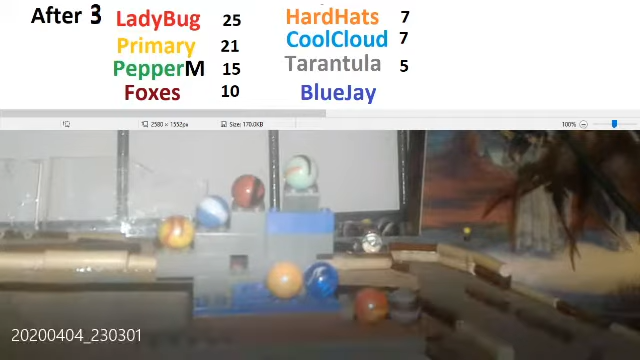 After 3
LadyBug 25
Primary 21
PepperM 15
Foxes 10
HardHats 7
CoolCloud 7
Tarantula 5
BlueJay
2580 × 1552px
Size: 170.0KB
100%
20200404_230301